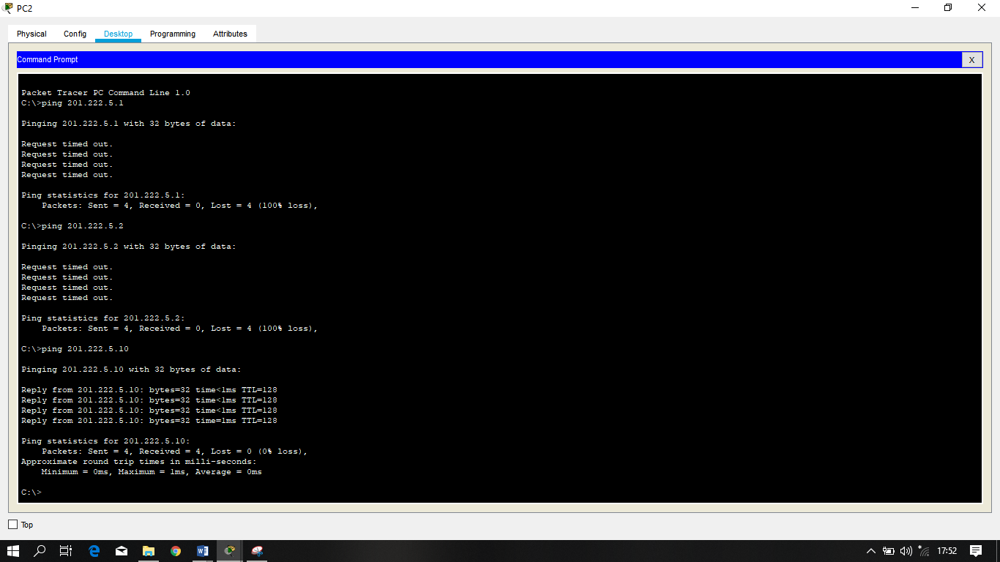 PC2
Physical Config Desktop Programming Attributes
Command Prompt X
Packet Tracer PC Command Line 1.0
C:\>ping 201.222.5.1
Pinging 201.222.5.1 with 32 bytes of data:
Request timed out.
Request timed out.
Request timed out.
Request timed out.
Ping statistics for 201.222.5.1:
Packets: Sent = 4, Received = 0, Lost = 4 (100% loss),
C:\>ping 201.222.5.2
Pinging 201.222.5.2 with 32 bytes of data:
Request timed out.
Request timed out.
Request timed out.
Request timed out.
Ping statistics for 201.222.5.2:
Packets: Sent = 4, Received = 0, Lost = 4 (100% loss),
C:\>ping 201.222.5.10
Pinging 201.222.5.10 with 32 bytes of data:
Reply from 201.222.5.10: bytes=32 time<1ms TTL=128
Reply from 201.222.5.10: bytes=32 time<1ms TTL=128
Reply from 201.222.5.10: bytes=32 time<1ms TTL=128
Reply from 201.222.5.10: bytes=32 time=1ms TTL=128
Ping statistics for 201.222.5.10:
Packets: Sent = 4, Received = 4, Lost = 0 (0% loss),
Approximate round trip times in milli-seconds:
Minimum = 0ms, Maximum = 1ms, Average = 0ms
C:\>
Top
17:52